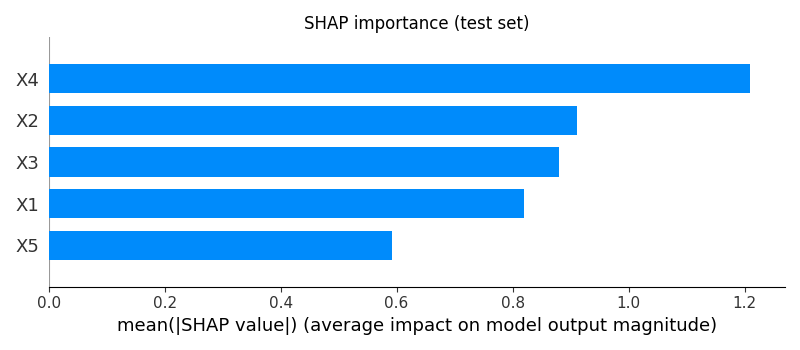 SHAP importance (test set)
X4
X2
X3
X1
X5
0.0 0.2 0.4 0.6 0.8 1.0 1.2
mean(|SHAP value|) (average impact on model output magnitude)